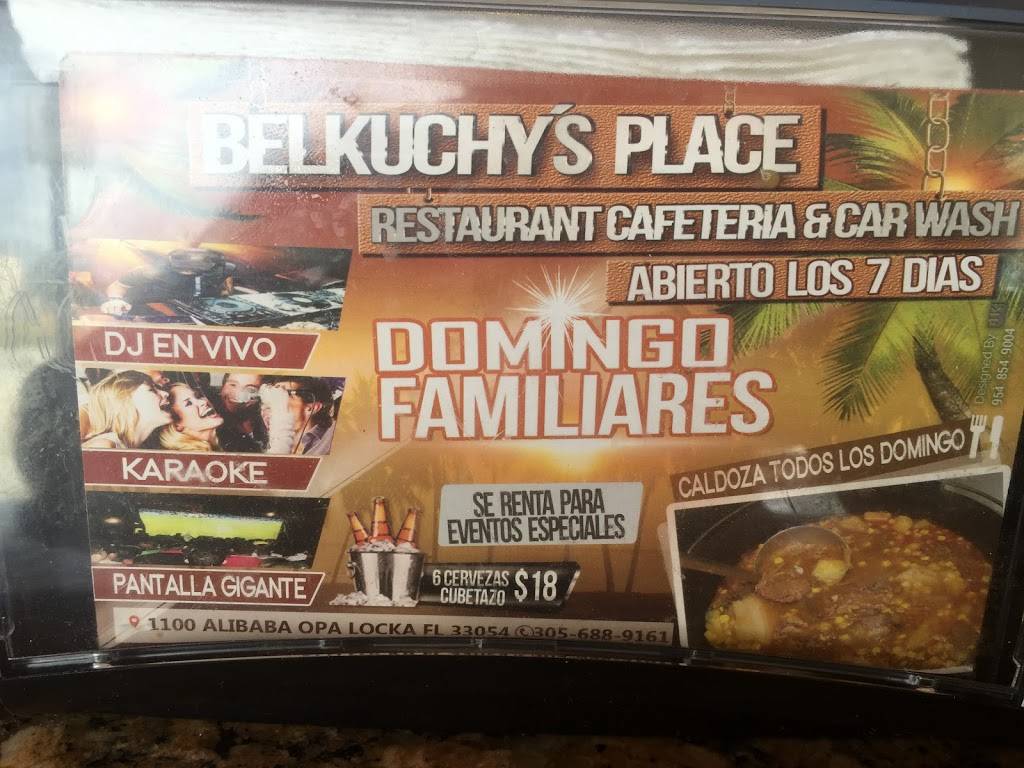 BELKUCHY'S PLACE
RESTAURANT CAFETERIA & CAR WASH
ABIERTO LOS 7 DIAS
DOMINGO
FAMILIARES
DJ EN VIVO
KARAOKE
PANTALLA GIGANTE
SE RENTA PARA
EVENTOS ESPECIALES
6 CERVEZAS
CUBETAZO $18
CALDOZA TODOS LOS DOMINGO
1100 ALIBABA OPA LOCKA FL 33054 305-688-9161
Designed By
954 854 9004